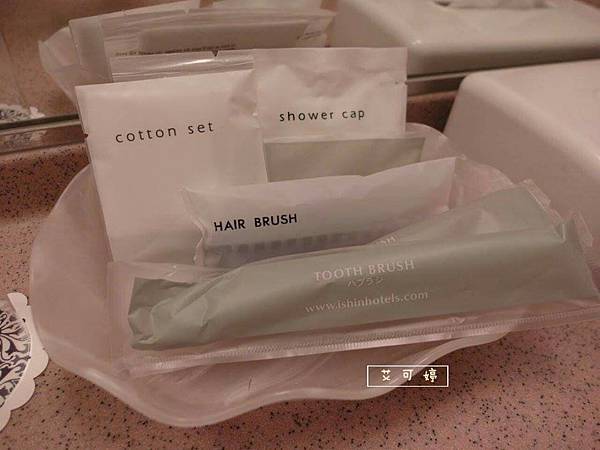 cotton set
shower cap
HAIR BRUSH
TOOTH BRUSH
ハブラシ
www.ishinhotels.com
艾可婷